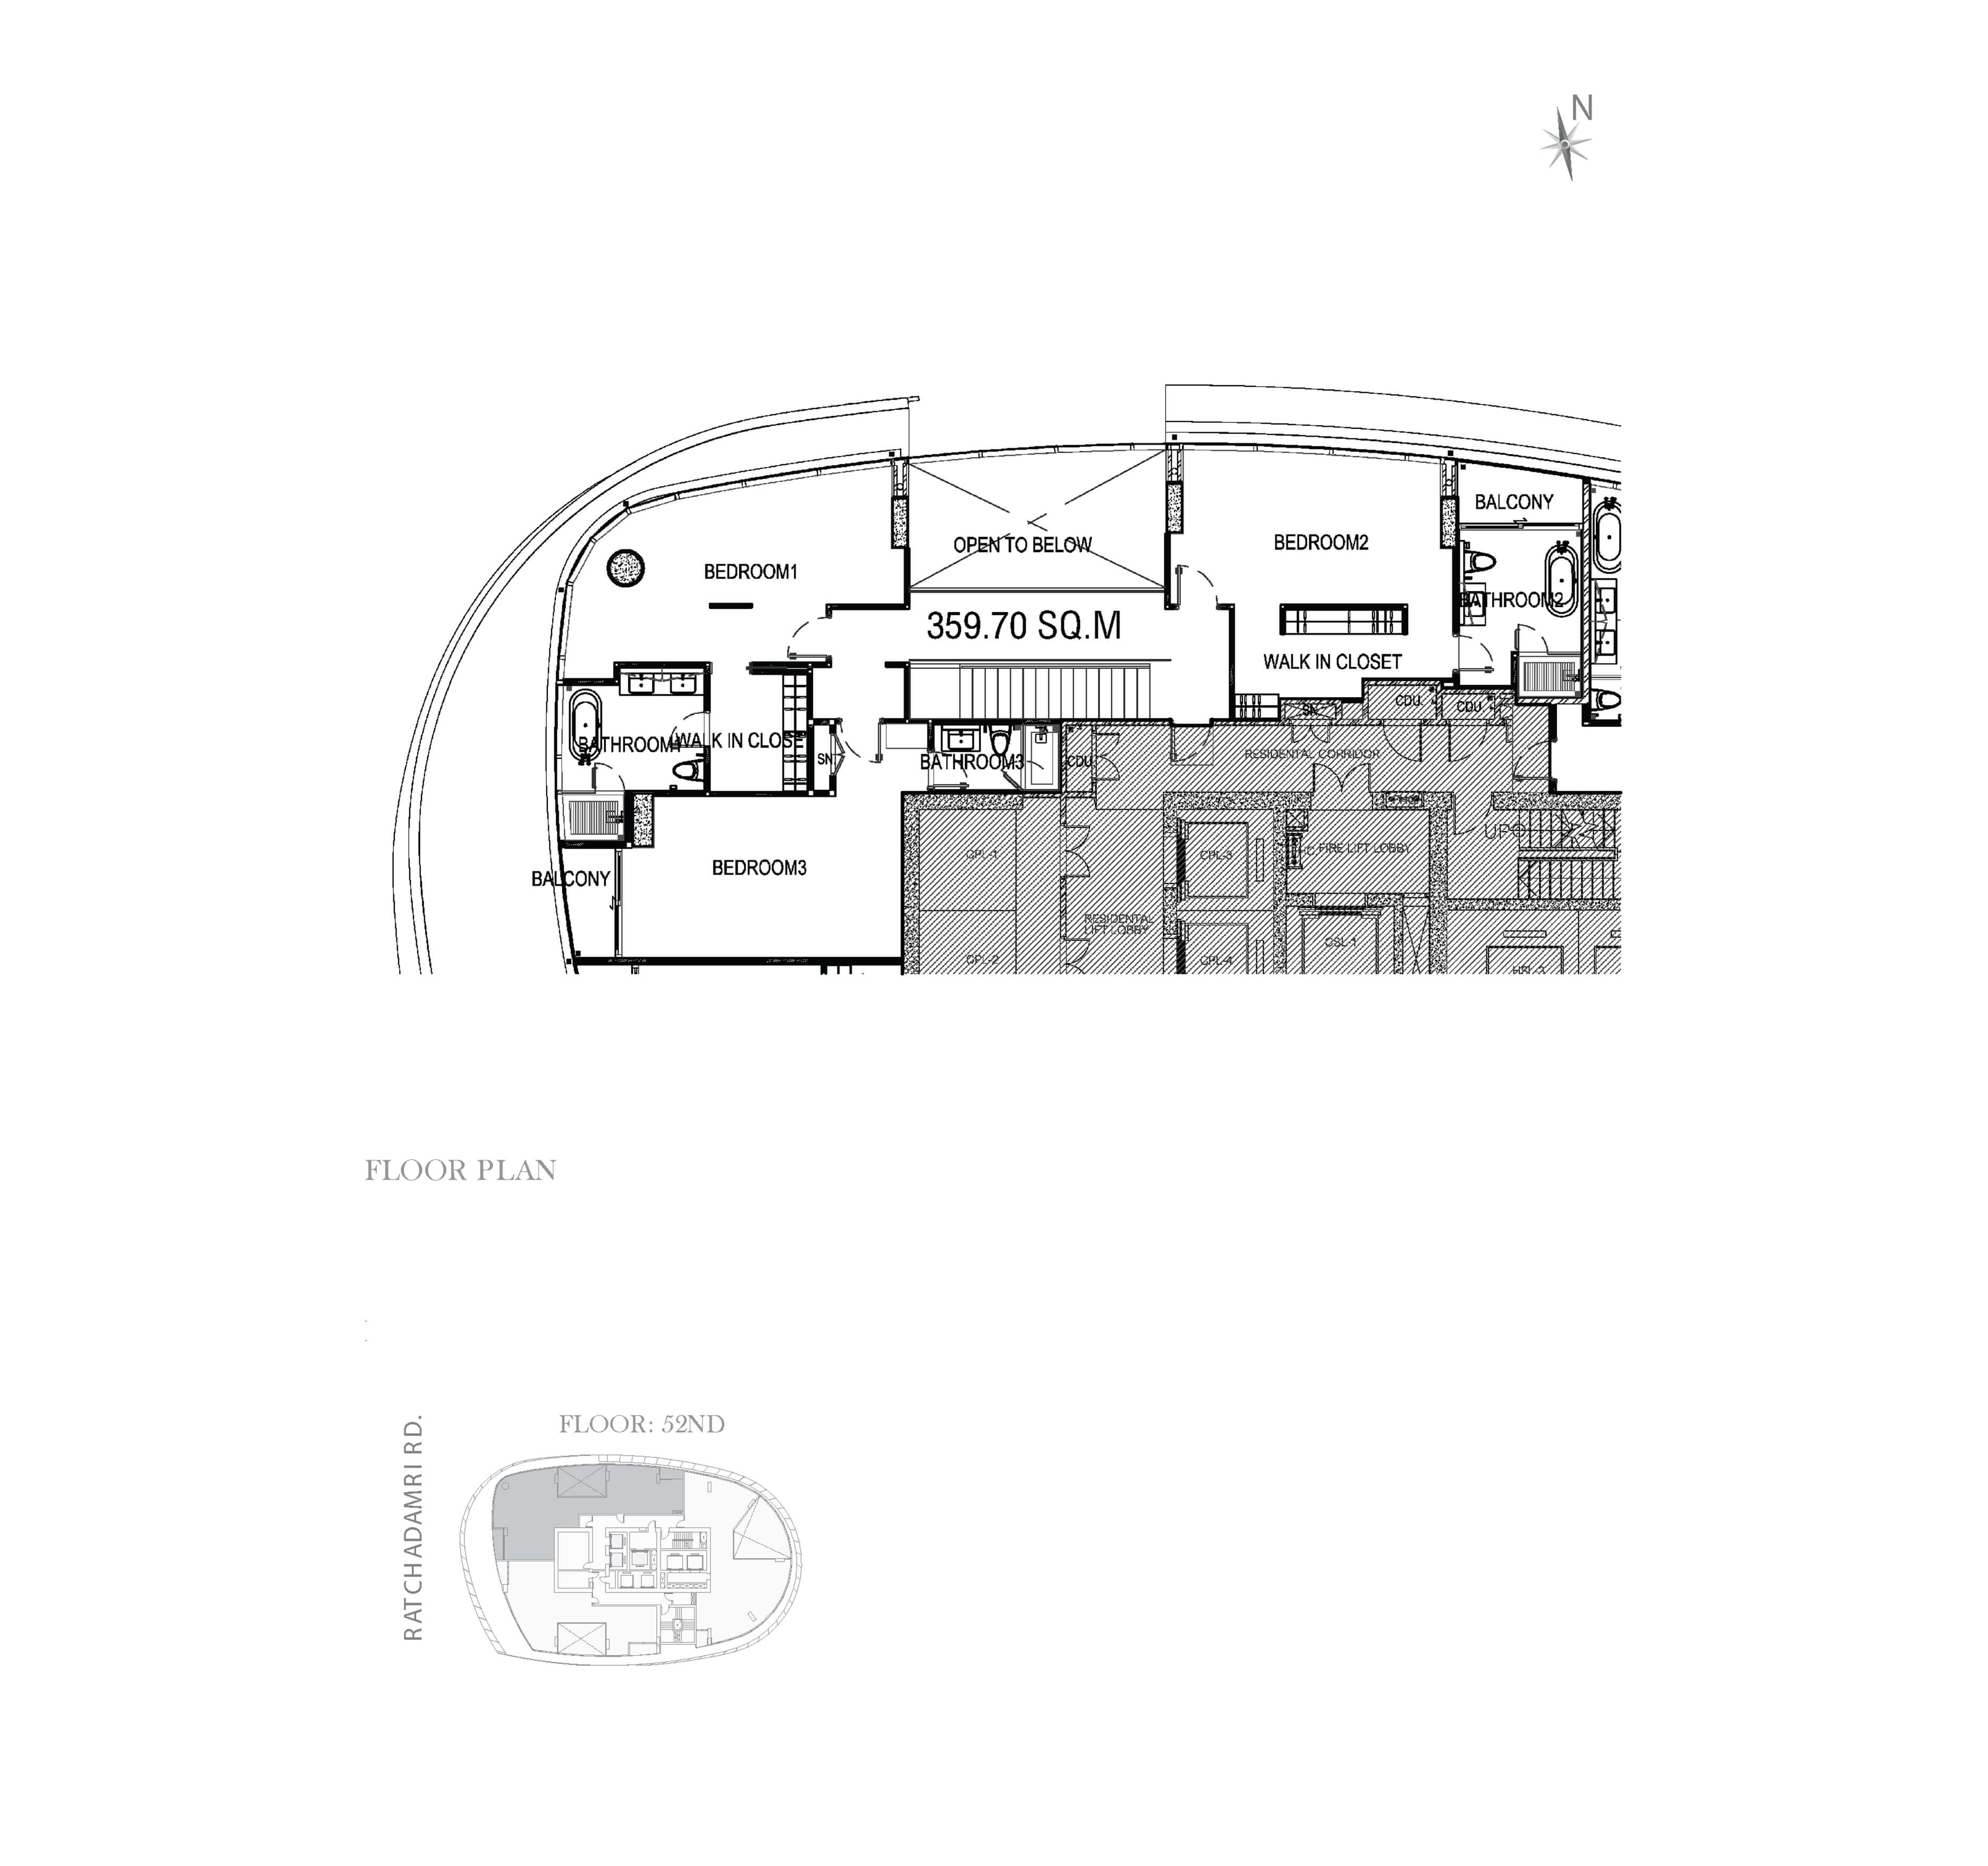 N
BALCONY
OPEN TO BELOW
BEDROOM2
BEDROOM1
BATHROOM2
359.70 SQ.M
WALK IN CLOSET
CDU.
CDU.
SN.
BATHROOM1
WALK IN CLOSE
SN.
BATHROOM3
CDU.
RESIDENTAL CORRIDOR
UP
BEDROOM3
CPL-1
CPL-3
FIRE LIFT LOBBY
BALCONY
RESIDENTAL
LIFT LOBBY
CPL-2
CPL-4
OSL-1
FLOOR PLAN
FLOOR: 52ND
RATCHADAMRI RD.